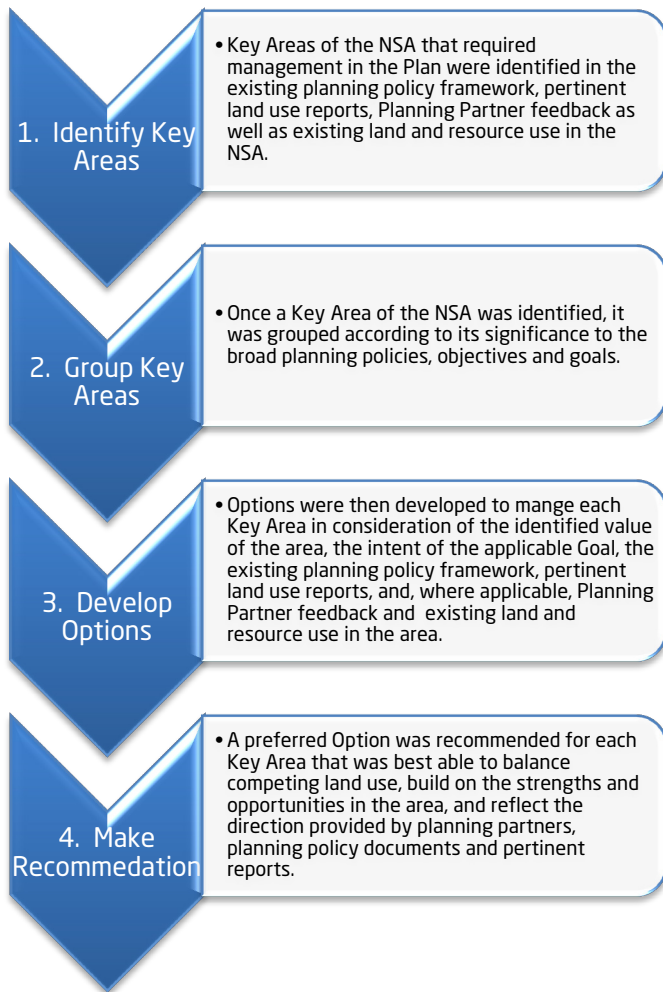 1. Identify Key
Areas
• Key Areas of the NSA that required
management in the Plan were identified in the
existing planning policy framework, pertinent
land use reports, Planning Partner feedback as
well as existing land and resource use in the
NSA.
2. Group Key
Areas
• Once a Key Area of the NSA was identified, it
was grouped according to its significance to the
broad planning policies, objectives and goals.
3. Develop
Options
• Options were then developed to mange each
Key Area in consideration of the identified value
of the area, the intent of the applicable Goal, the
existing planning policy framework, pertinent
land use reports, and, where applicable, Planning
Partner feedback and existing land and
resource use in the area.
4. Make
Recommedation
• A preferred Option was recommended for each
Key Area that was best able to balance
competing land use, build on the strengths and
opportunities in the area, and reflect the
direction provided by planning partners,
planning policy documents and pertinent
reports.